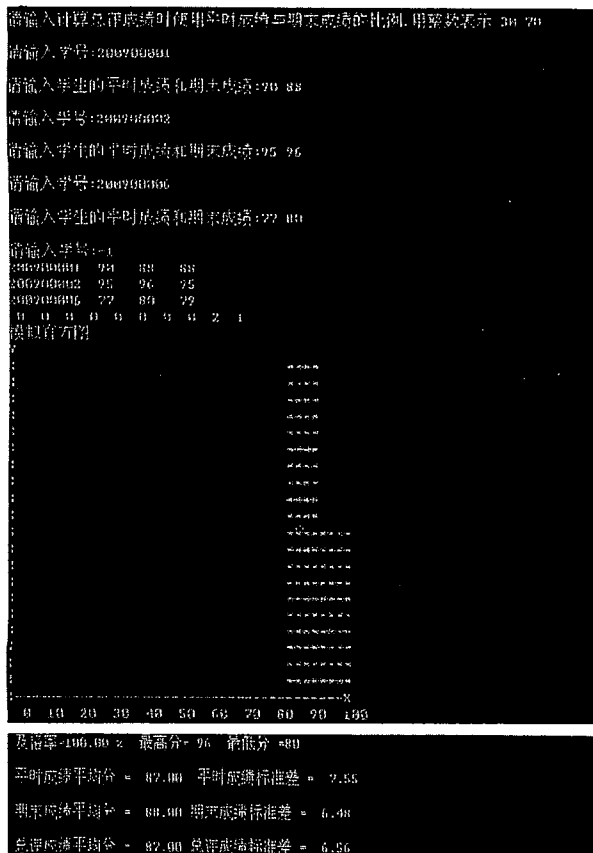 请输入计算总评成绩时使用平时成绩与期末成绩的比例,用整数表示 30 70
请输入学号:200900001
请输入学生的平时成绩和期末成绩:90 88
请输入学号:200900002
请输入学生的平时成绩和期末成绩:95 96
请输入学号:200900006
请输入学生的平时成绩和期末成绩:77 80
请输入学号:-1
200900001 90 88 88
200900002 95 96 95
200900006 77 80 79
0 0 0 0 0 0 0 0 2 1
模拟直方图
Y
****
****
****
****
****
****
****
****
****
****
********
********
********
********
********
********
********
********
********
********
X
0 10 20 30 40 50 60 70 80 90 100
及格率=100.00 % 最高分= 96 最低分 =80
平时成绩平均分 = 87.00 平时成绩标准差 = 7.55
期末成绩平均分 = 88.00 期末成绩标准差 = 6.48
总评成绩平均分 = 87.00 总评成绩标准差 = 6.56